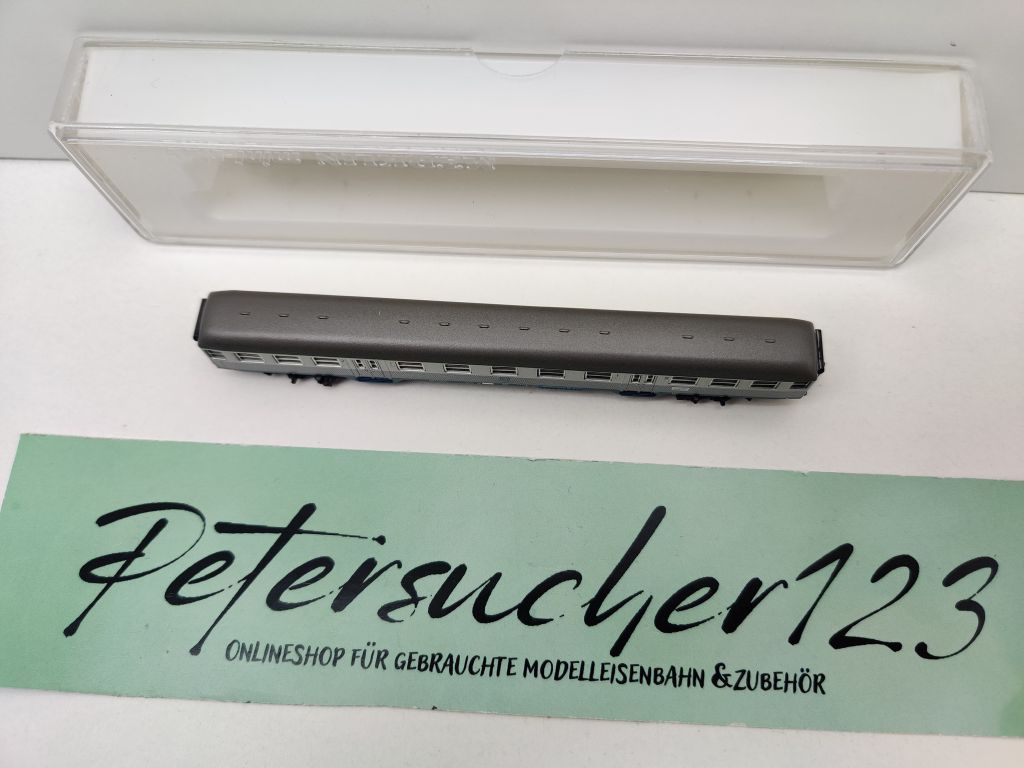 Petersucher123
ONLINESHOP FÜR GEBRAUCHTE MODELLEISENBAHN & ZUBEHÖR